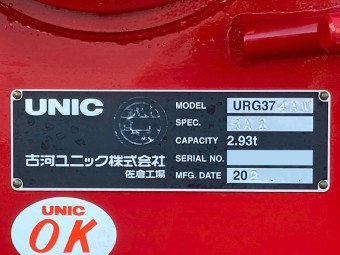 UNIC
古河ユニック株式会社
佐倉工場
MODEL URG37
SPEC.
CAPACITY 2.93t
SERIAL NO.
MFG. DATE 20
UNIC
OK